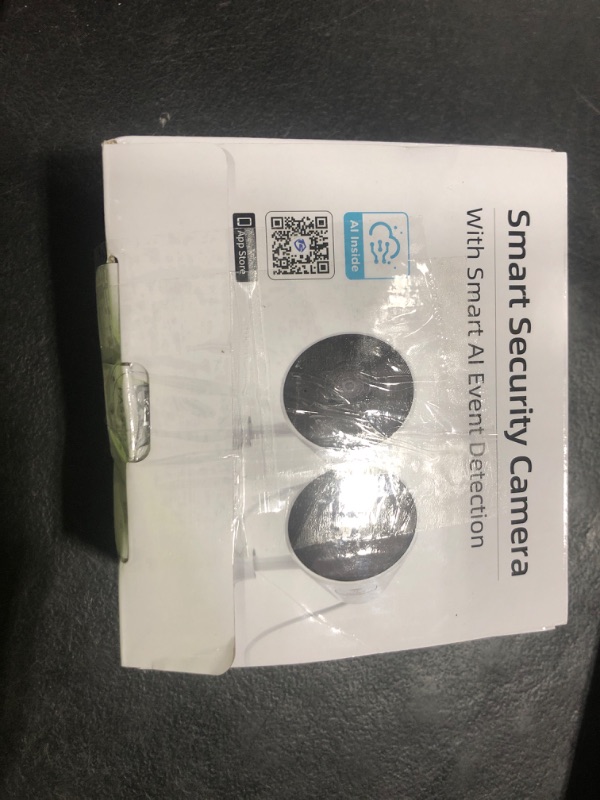 Smart Security Camera
With Smart AI Event Detection
AI Inside
App Store